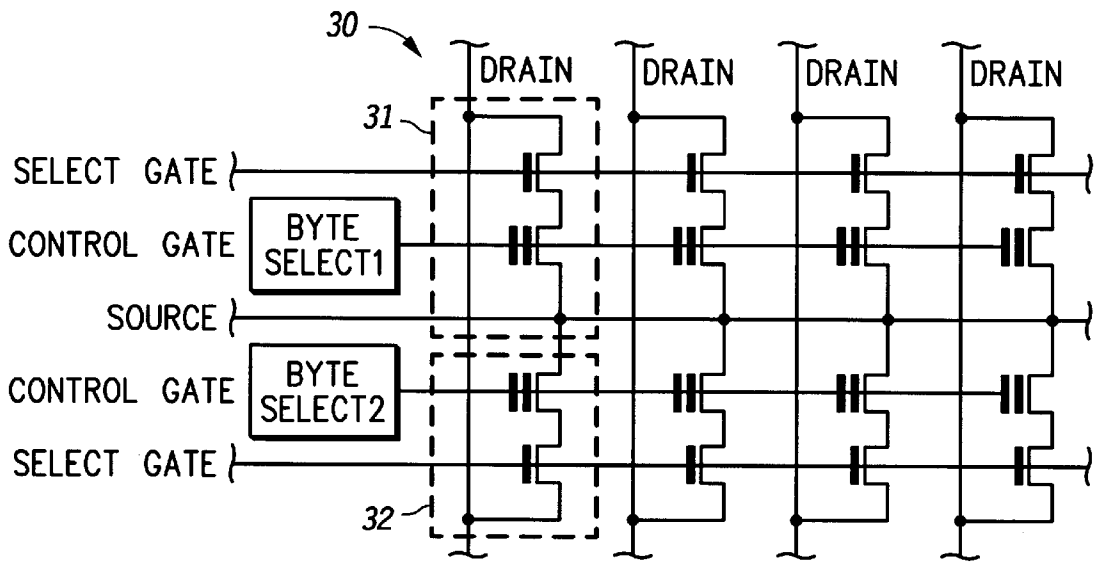 30
DRAIN DRAIN DRAIN DRAIN
31
SELECT GATE
CONTROL GATE
BYTE
SELECT1
SOURCE
CONTROL GATE
BYTE
SELECT2
SELECT GATE
32